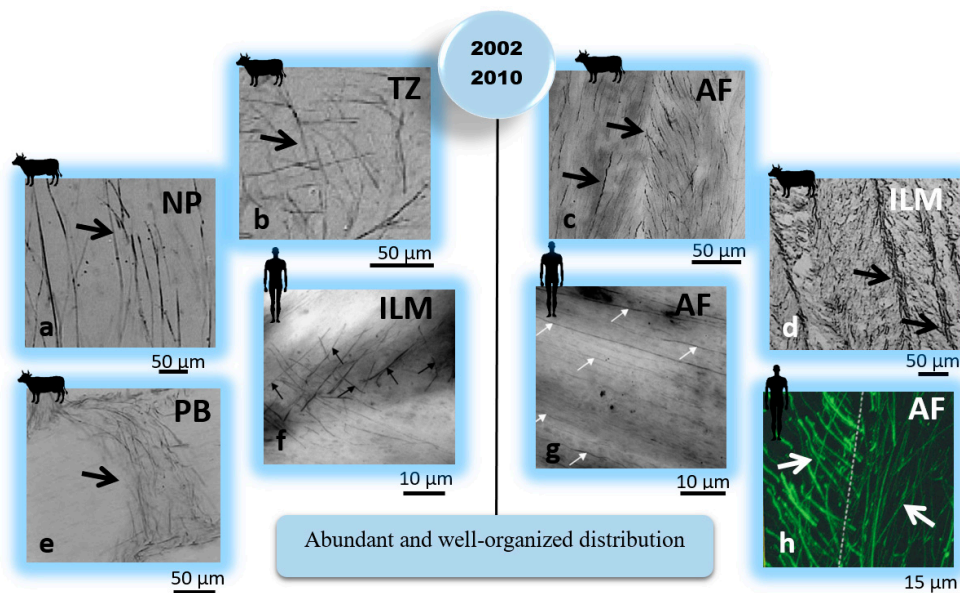 2002
2010
TZ
b
50 µm
AF
c
50 µm
NP
a
50 µm
ILM
d
50 µm
ILM
f
10 µm
AF
g
10 µm
PB
e
50 µm
AF
h
15 µm
Abundant and well-organized distribution